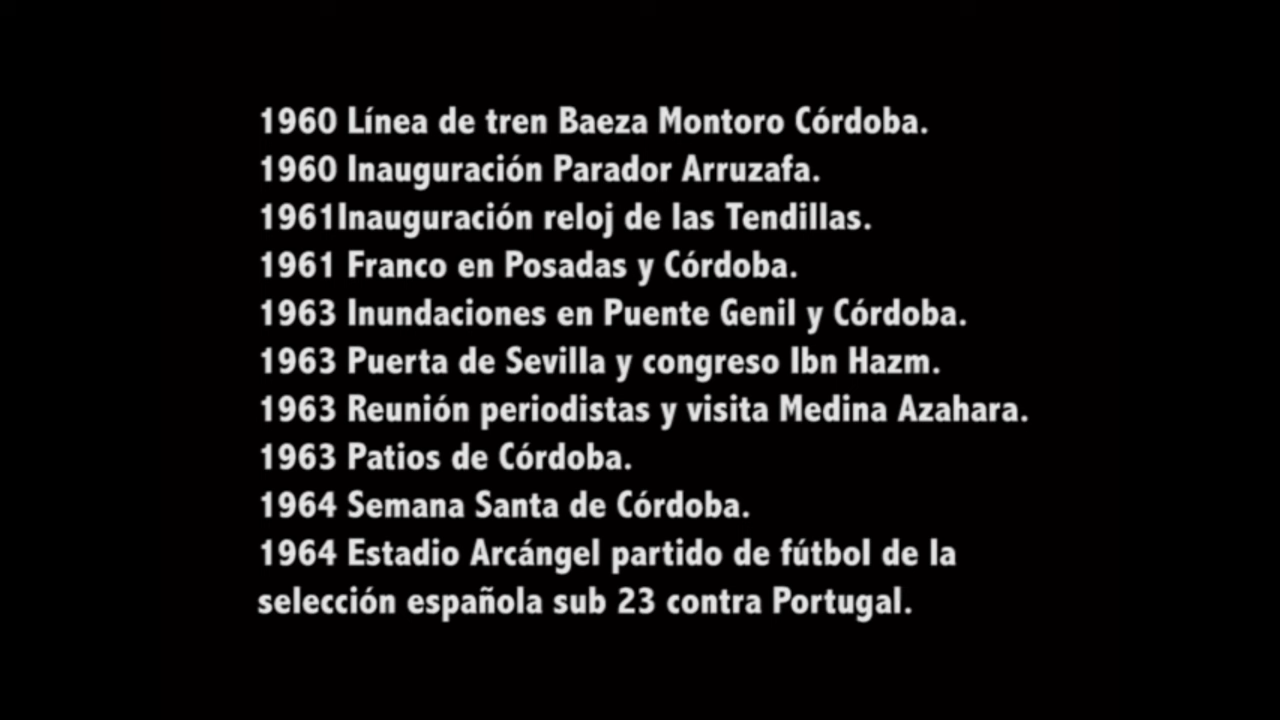 1960 Línea de tren Baeza Montoro Córdoba.
1960 Inauguración Parador Arruzafa.
1961Inauguración reloj de las Tendillas.
1961 Franco en Posadas y Córdoba.
1963 Inundaciones en Puente Genil y Córdoba.
1963 Puerta de Sevilla y congreso Ibn Hazm.
1963 Reunión periodistas y visita Medina Azahara.
1963 Patios de Córdoba.
1964 Semana Santa de Córdoba.
1964 Estadio Arcángel partido de fútbol de la
selección española sub 23 contra Portugal.